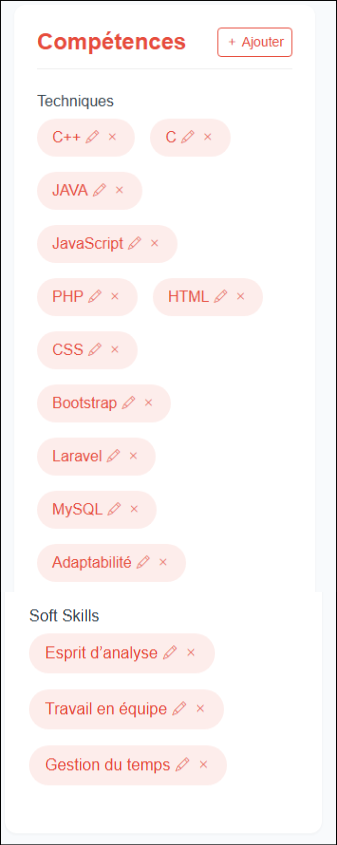 Compétences + Ajouter
Techniques
C++ × C ×
JAVA ×
JavaScript ×
PHP × HTML ×
CSS ×
Bootstrap ×
Laravel ×
MySQL ×
Adaptabilité ×
Soft Skills
Esprit d’analyse ×
Travail en équipe ×
Gestion du temps ×